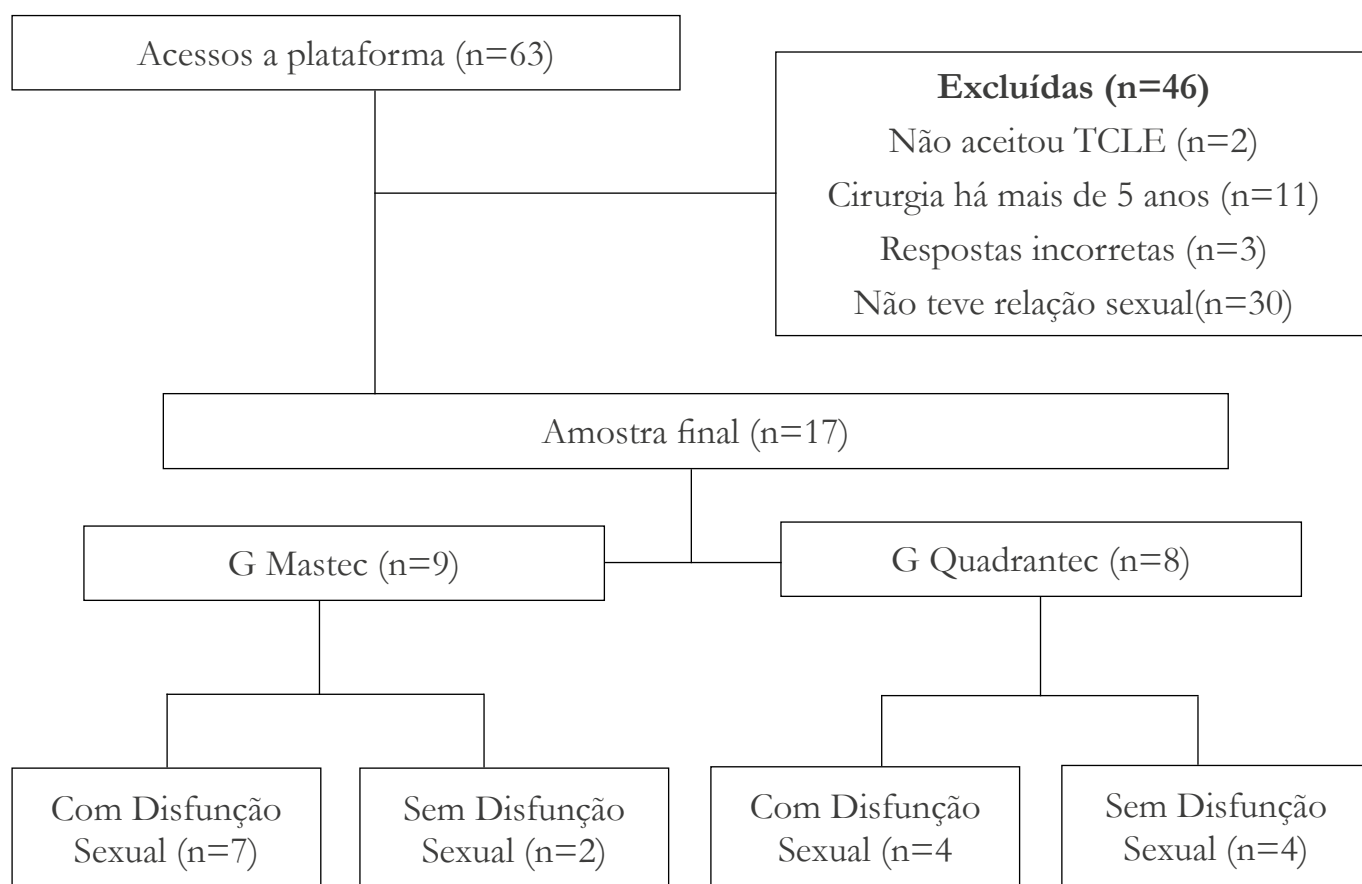 Acessos a plataforma (n=63)
Excluídas (n=46)
Não aceitou TCLE (n=2)
Cirurgia há mais de 5 anos (n=11)
Respostas incorretas (n=3)
Não teve relação sexual(n=30)
Amostra final (n=17)
G Mastec (n=9)
G Quadrantec (n=8)
Com Disfunção
Sexual (n=7)
Sem Disfunção
Sexual (n=2)
Com Disfunção
Sexual (n=4
Sem Disfunção
Sexual (n=4)